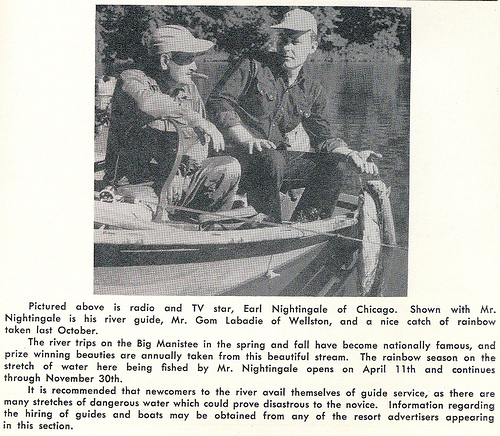 Pictured above is radio and TV star, Earl Nightingale of Chicago. Shown with Mr.
Nightingale is his river guide, Mr. Gom Labadie of Wellston, and a nice catch of rainbow
taken last October.
The river trips on the Big Manistee in the spring and fall have become nationally famous, and
prize winning beauties are annually taken from this beautiful stream. The rainbow season on the
stretch of water here being fished by Mr. Nightingale opens on April 11th and continues
through November 30th.
It is recommended that newcomers to the river avail themselves of guide service, as there are
many stretches of dangerous water which could prove disastrous to the novice. Information regarding
the hiring of guides and boats may be obtained from any of the resort advertisers appearing
in this section.